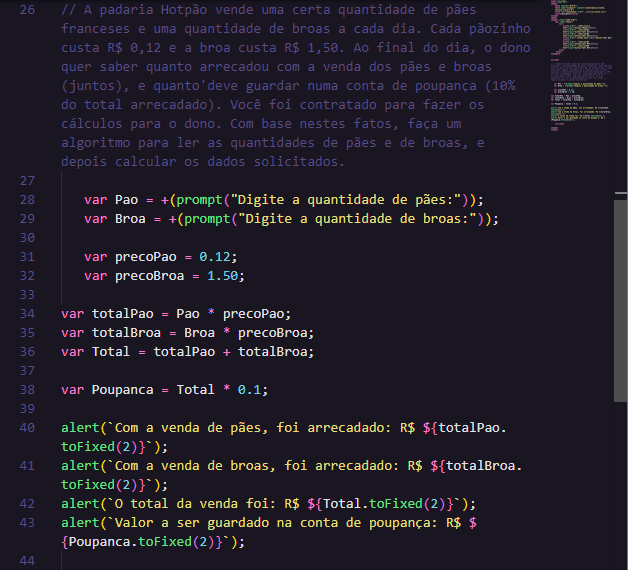 26 // A padaria Hotpão vende uma certa quantidade de pães
franceses e uma quantidade de broas a cada dia. Cada pãozinho
custa R$ 0,12 e a broa custa R$ 1,50. Ao final do dia, o dono
quer saber quanto arrecadou com a venda dos pães e broas
(juntos), e quanto'deve guardar numa conta de poupança (10%
do total arrecadado). Você foi contratado para fazer os
cálculos para o dono. Com base nestes fatos, faça um
algoritmo para ler as quantidades de pães e de broas, e
depois calcular os dados solicitados.
27
28 var Pao = +(prompt("Digite a quantidade de pães:"));
29 var Broa = +(prompt("Digite a quantidade de broas:"));
30
31 var precoPao = 0.12;
32 var precoBroa = 1.50;
33
34 var totalPao = Pao * precoPao;
35 var totalBroa = Broa * precoBroa;
36 var Total = totalPao + totalBroa;
37
38 var Poupanca = Total * 0.1;
39
40 alert(`Com a venda de pães, foi arrecadado: R$ ${totalPao.
toFixed(2)}`);
41 alert(`Com a venda de broas, foi arrecadado: R$ ${totalBroa.
toFixed(2)}`);
42 alert(`O total da venda foi: R$ ${Total.toFixed(2)}`);
43 alert(`Valor a ser guardado na conta de poupança: R$ $
{Poupanca.toFixed(2)}`);
44